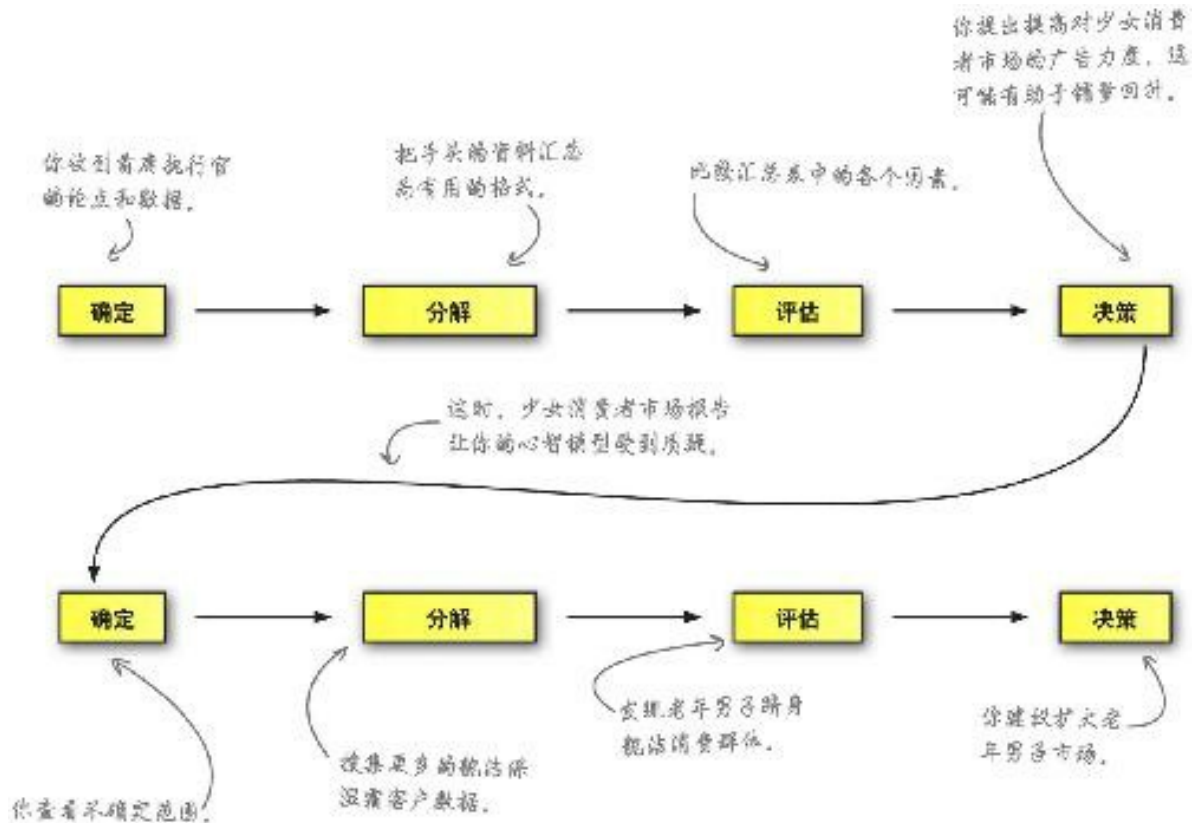 你提出提高对少女消费
者市场的广告力度，这
可能有助于销量回升。
你收到首席执行官
的论点和数据。
把手头的资料汇总
为有用的格式。
比较汇总表中的各个因素。
确定
分解
评估
决策
这时，少女消费者市场报告
让你的心智模型受到质疑。
确定
分解
评估
决策
你查看不确定范围。
搜集更多的靓洁保
湿霜客户数据。
发现老年男子跻身
靓洁消费群体。
你建议扩大老
年男子市场。